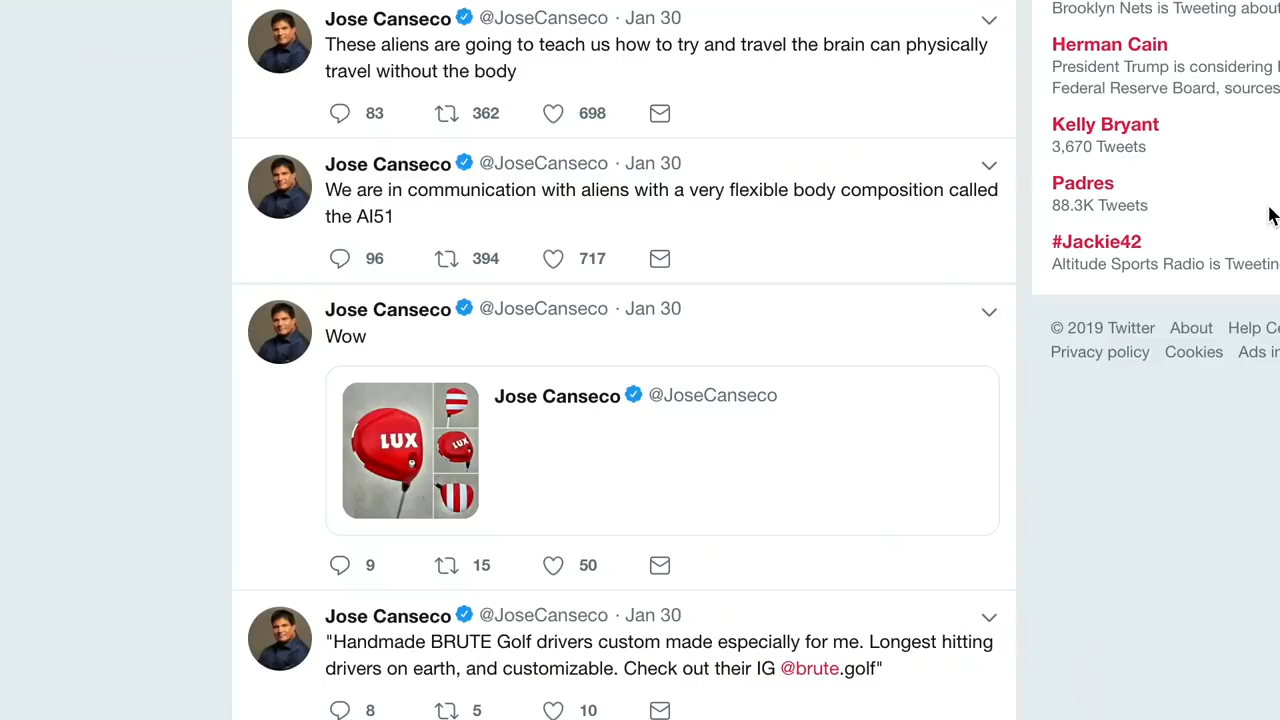 Jose Canseco @JoseCanseco · Jan 30
These aliens are going to teach us how to try and travel the brain can physically
travel without the body
83 362 698
Jose Canseco @JoseCanseco · Jan 30
We are in communication with aliens with a very flexible body composition called
the AI51
96 394 717
Jose Canseco @JoseCanseco · Jan 30
Wow
LUX
LUX
Jose Canseco @JoseCanseco
9 15 50
Jose Canseco @JoseCanseco · Jan 30
"Handmade BRUTE Golf drivers custom made especially for me. Longest hitting
drivers on earth, and customizable. Check out their IG @brute.golf"
8 5 10
Brooklyn Nets is Tweeting about
Herman Cain
President Trump is considering
Federal Reserve Board, sources
Kelly Bryant
3,670 Tweets
Padres
88.3K Tweets
#Jackie42
Altitude Sports Radio is Tweetin
© 2019 Twitter About Help Ce
Privacy policy Cookies Ads in